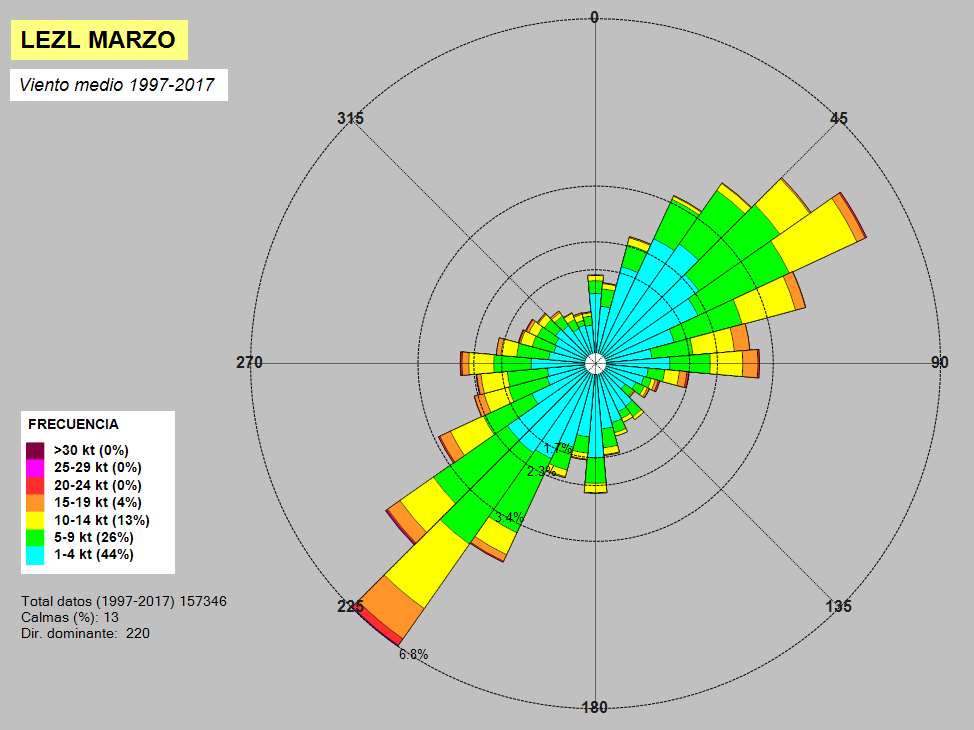 LEZL MARZO
Viento medio 1997-2017
0
45
90
135
180
225
270
315
1.7%
2.3%
3.4%
6.8%
FRECUENCIA
>30 kt (0%)
25-29 kt (0%)
20-24 kt (0%)
15-19 kt (4%)
10-14 kt (13%)
5-9 kt (26%)
1-4 kt (44%)
Total datos (1997-2017) 157346
Calmas (%): 13
Dir. dominante: 220